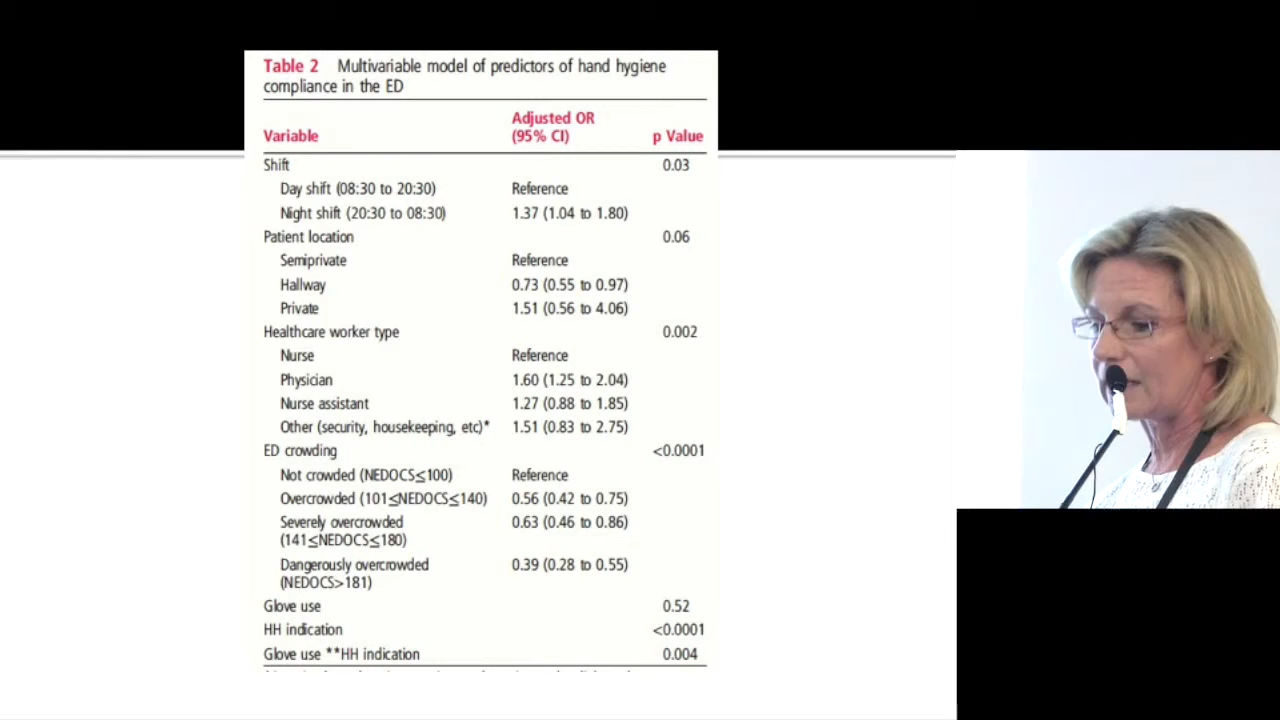 Table 2 Multivariable model of predictors of hand hygiene
compliance in the ED
Variable Adjusted OR (95% CI) p Value
Shift 0.03
Day shift (08:30 to 20:30) Reference
Night shift (20:30 to 08:30) 1.37 (1.04 to 1.80)
Patient location 0.06
Semiprivate Reference
Hallway 0.73 (0.55 to 0.97)
Private 1.51 (0.56 to 4.06)
Healthcare worker type 0.002
Nurse Reference
Physician 1.60 (1.25 to 2.04)
Nurse assistant 1.27 (0.88 to 1.85)
Other (security, housekeeping, etc)* 1.51 (0.83 to 2.75)
ED crowding <0.0001
Not crowded (NEDOCS≤100) Reference
Overcrowded (101≤NEDOCS≤140) 0.56 (0.42 to 0.75)
Severely overcrowded 0.63 (0.46 to 0.86)
(141≤NEDOCS≤180)
Dangerously overcrowded 0.39 (0.28 to 0.55)
(NEDOCS>181)
Glove use 0.52
HH indication <0.0001
Glove use **HH indication 0.004